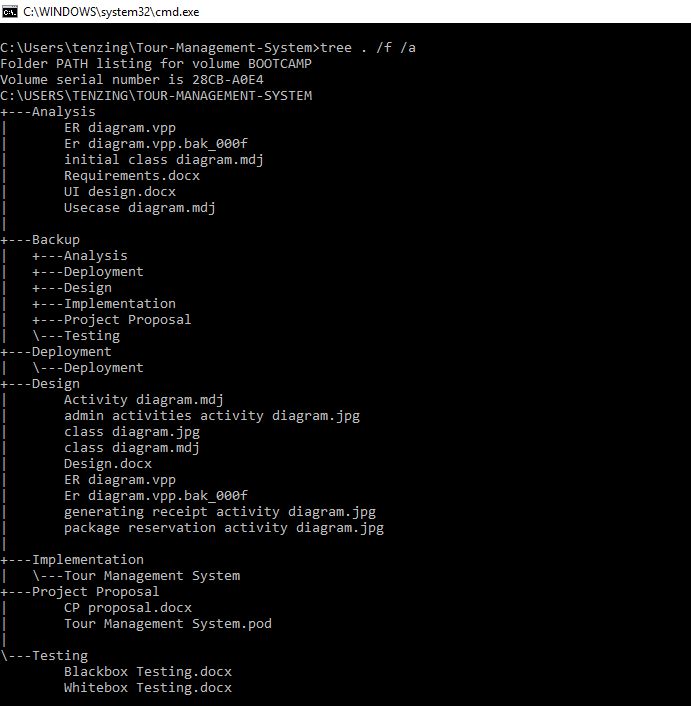 C:\WINDOWS\system32\cmd.exe
C:\Users\tenzing\Tour-Management-System>tree . /f /a
Folder PATH listing for volume BOOTCAMP
Volume serial number is 28CB-A0E4
C:\USERS\TENZING\TOUR-MANAGEMENT-SYSTEM
+---Analysis
|       ER diagram.vpp
|       Er diagram.vpp.bak_000f
|       initial class diagram.mdj
|       Requirements.docx
|       UI design.docx
|       Usecase diagram.mdj
|
+---Backup
|   +---Analysis
|   +---Deployment
|   +---Design
|   +---Implementation
|   +---Project Proposal
|   \---Testing
+---Deployment
|   \---Deployment
+---Design
|       Activity diagram.mdj
|       admin activities activity diagram.jpg
|       class diagram.jpg
|       class diagram.mdj
|       Design.docx
|       ER diagram.vpp
|       Er diagram.vpp.bak_000f
|       generating receipt activity diagram.jpg
|       package reservation activity diagram.jpg
|
+---Implementation
|   \---Tour Management System
+---Project Proposal
|       CP proposal.docx
|       Tour Management System.pod
|
\---Testing
        Blackbox Testing.docx
        Whitebox Testing.docx